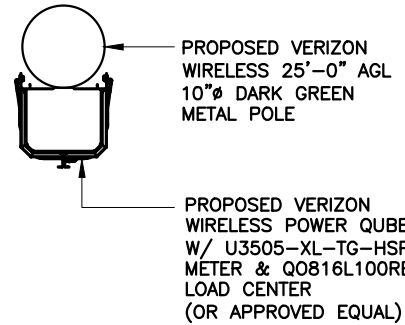 PROPOSED VERIZON
WIRELESS 25'-0" AGL
10"ø DARK GREEN
METAL POLE
PROPOSED VERIZON
WIRELESS POWER QUBE
W/ U3505-XL-TG-HSP
METER & QO816L100RB
LOAD CENTER
(OR APPROVED EQUAL)